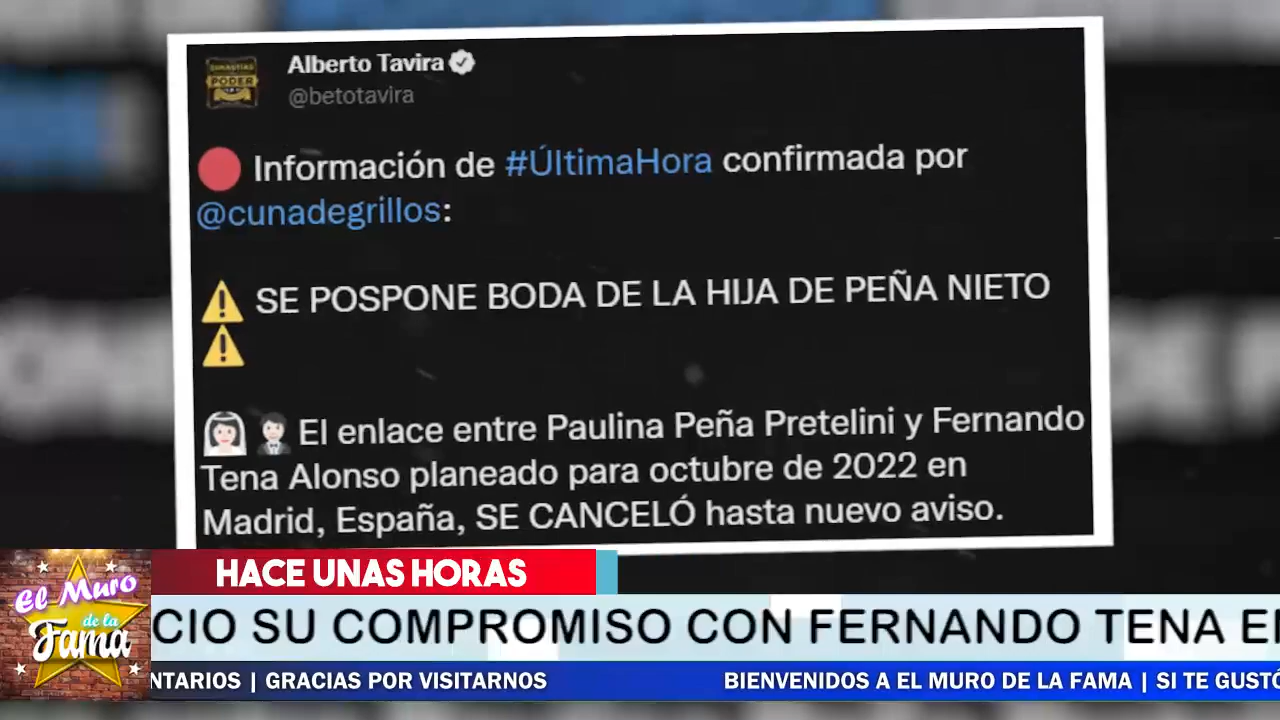 CUNASTÍAS
PODER
Alberto Tavira
@betotavira
Información de #ÚltimaHora confirmada por
@cunadegrillos:
SE POSPONE BODA DE LA HIJA DE PEÑA NIETO
El enlace entre Paulina Peña Pretelini y Fernando
Tena Alonso planeado para octubre de 2022 en
Madrid, España, SE CANCELÓ hasta nuevo aviso.
HACE UNAS HORAS
El Muro
de la
Fama
CIO SU COMPROMISO CON FERNANDO TENA E
NTARIOS | GRACIAS POR VISITARNOS BIENVENIDOS A EL MURO DE LA FAMA | SI TE GUSTÓ